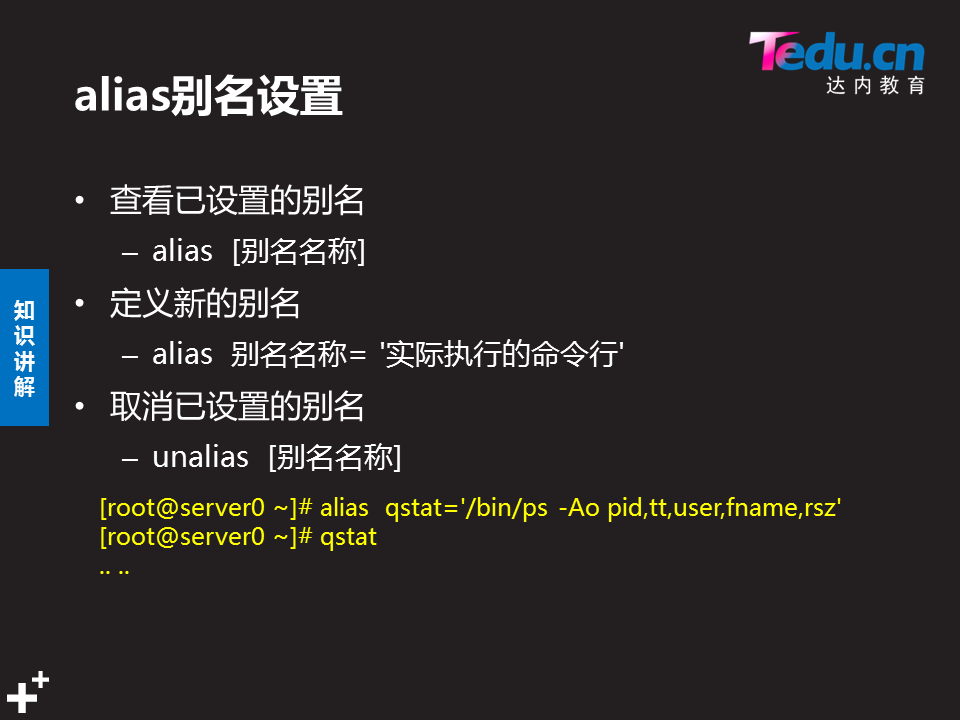 Tedu.cn
达内教育
alias别名设置
• 查看已设置的别名
– alias [别名名称]
• 定义新的别名
– alias 别名名称= '实际执行的命令行'
• 取消已设置的别名
– unalias [别名名称]
知识讲解
[root@server0 ~]# alias qstat='/bin/ps -Ao pid,tt,user,fname,rsz'
[root@server0 ~]# qstat
.. ..